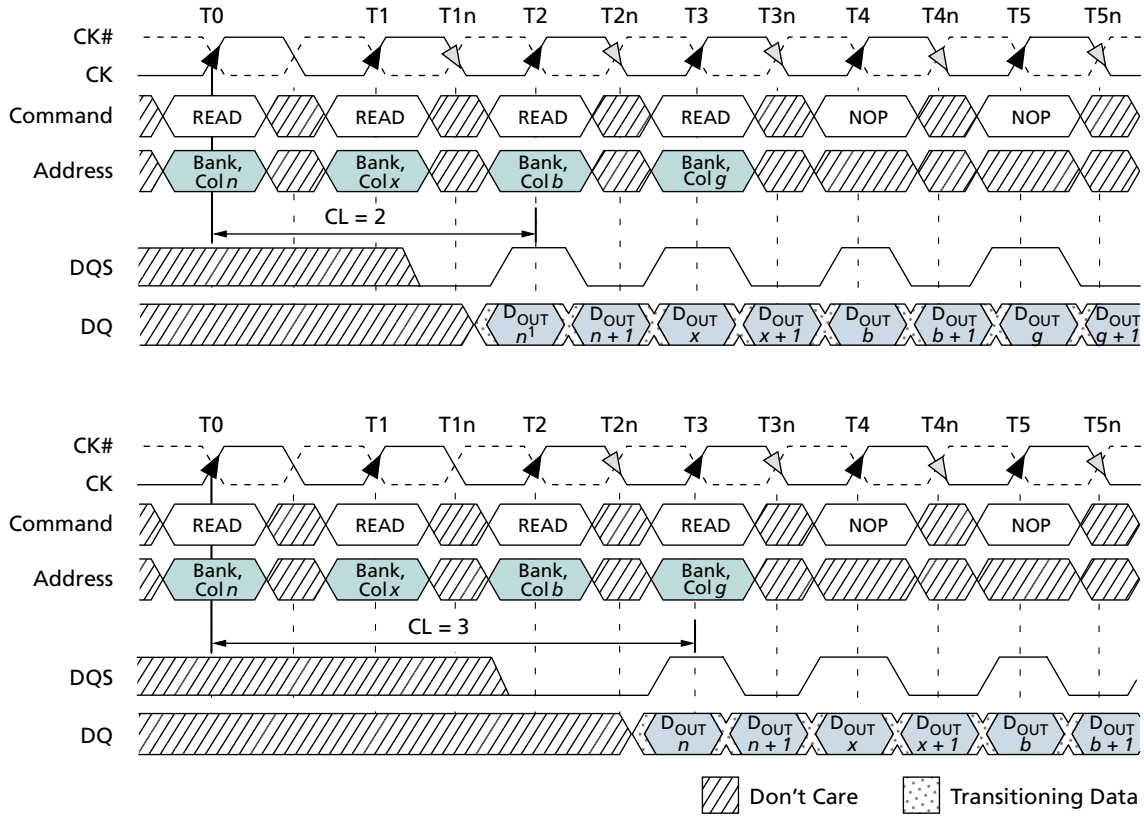 T0 T1 T1n T2 T2n T3 T3n T4 T4n T5 T5n
CK#
CK
Command READ READ READ READ NOP NOP
Address Bank, Col n Bank, Col x Bank, Col b Bank, Col g
CL = 2
DQS
DQ DOUT n1 DOUT n + 1 DOUT x DOUT x + 1 DOUT b DOUT b + 1 DOUT g DOUT g + 1
T0 T1 T1n T2 T2n T3 T3n T4 T4n T5 T5n
CK#
CK
Command READ READ READ READ NOP NOP
Address Bank, Col n Bank, Col x Bank, Col b Bank, Col g
CL = 3
DQS
DQ DOUT n DOUT n + 1 DOUT x DOUT x + 1 DOUT b DOUT b + 1
Don't Care Transitioning Data